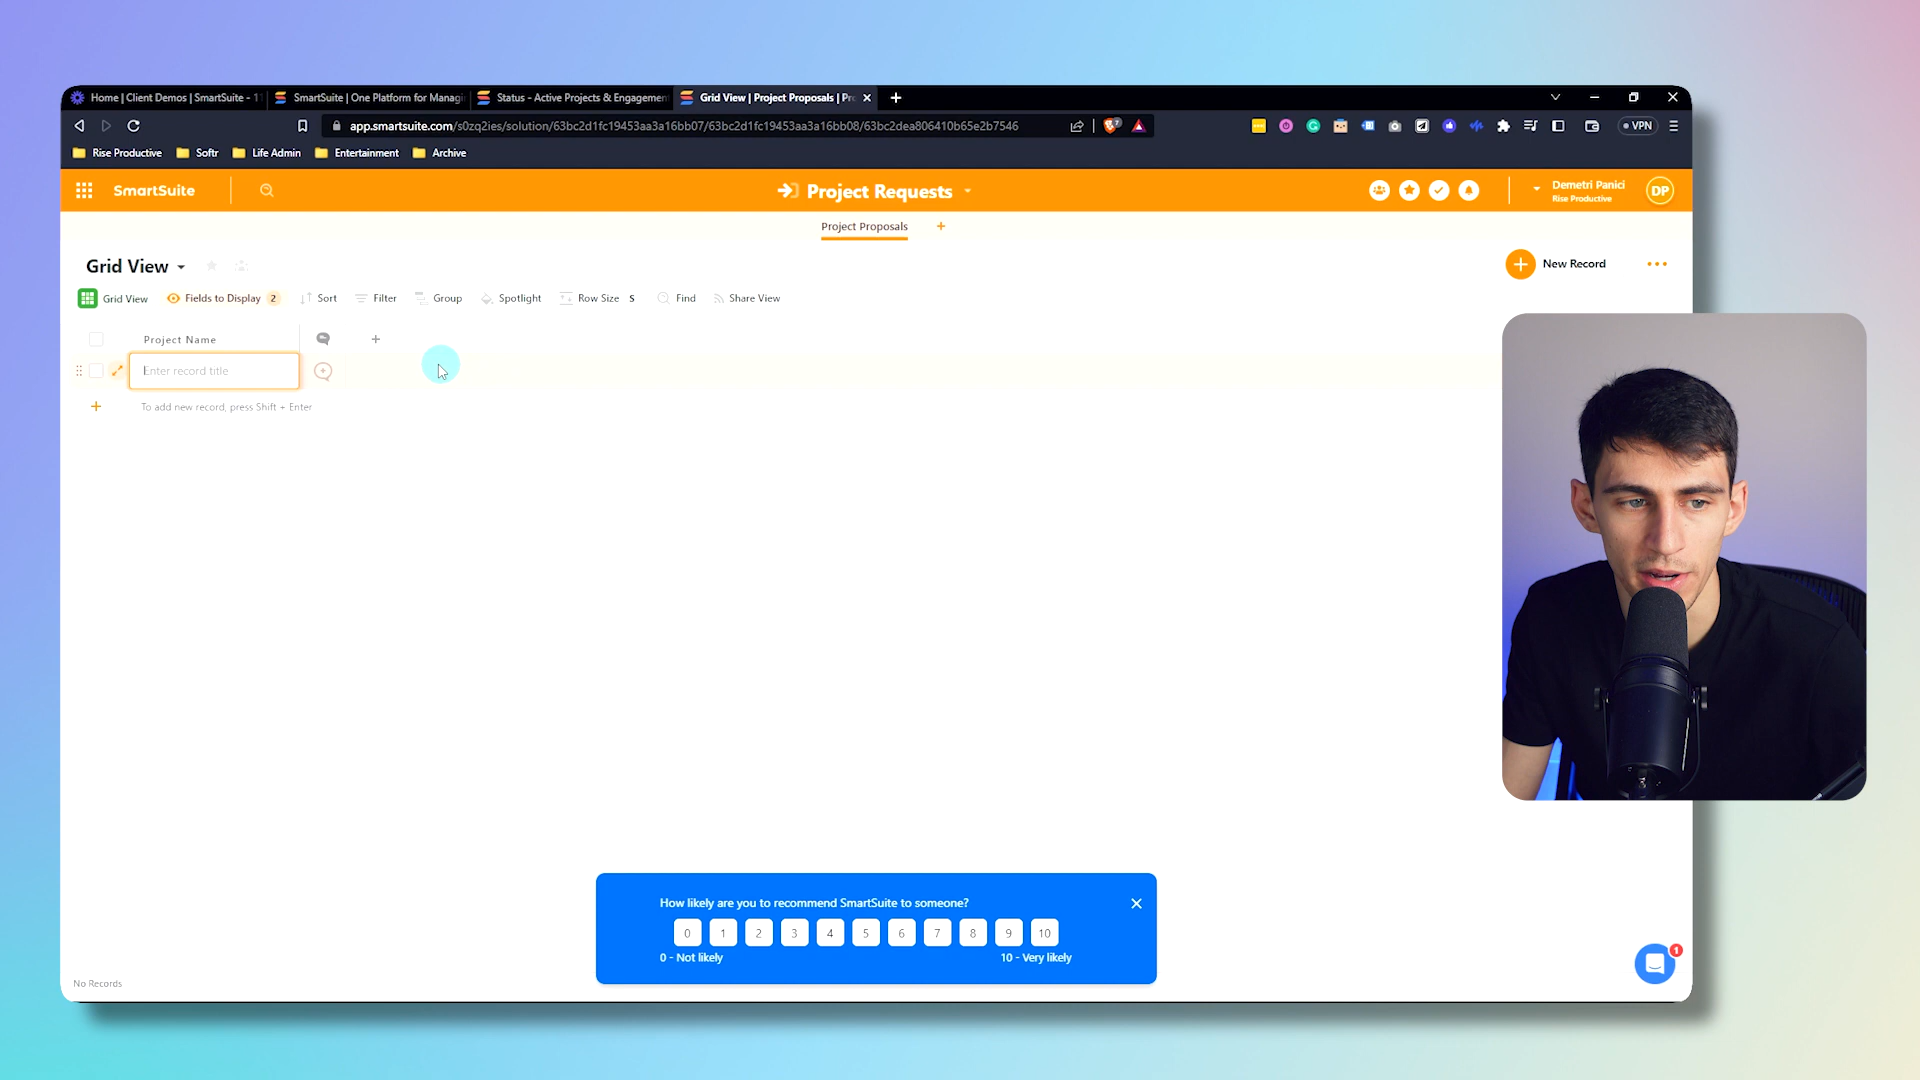 Home | Client Demos | SmartSuite - 1
SmartSuite | One Platform for Managi
Status - Active Projects & Engagemen
Grid View | Project Proposals | Pr
app.smartsuite.com/s0zq2ies/solution/63bc2d1fc19453aa3a16bb07/63bc2d1fc19453aa3a16bb08/63bc2dea806410b65e2b7546
VPN
Rise Productive
Softr
Life Admin
Entertainment
Archive
SmartSuite
Project Requests
Demetri Panici
Rise Productive
DP
Project Proposals
Grid View
New Record
Grid View
Fields to Display 2
Sort
Filter
Group
Spotlight
Row Size S
Find
Share View
Project Name
Enter record title
To add new record, press Shift + Enter
How likely are you to recommend SmartSuite to someone?
0 1 2 3 4 5 6 7 8 9 10
0 - Not likely
10 - Very likely
1
No Records